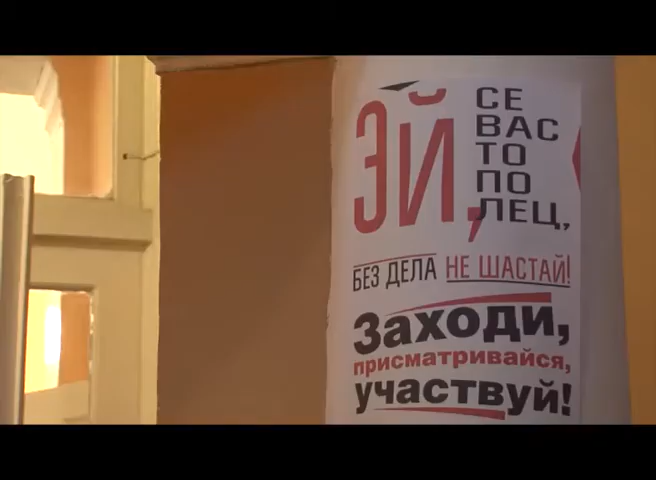 ЭЙ,
СЕ
ВАС
ТО
ПО
ЛЕЦ,
БЕЗ ДЕЛА НЕ ШАСТАЙ!
Заходи,
присматривайся,
участвуй!